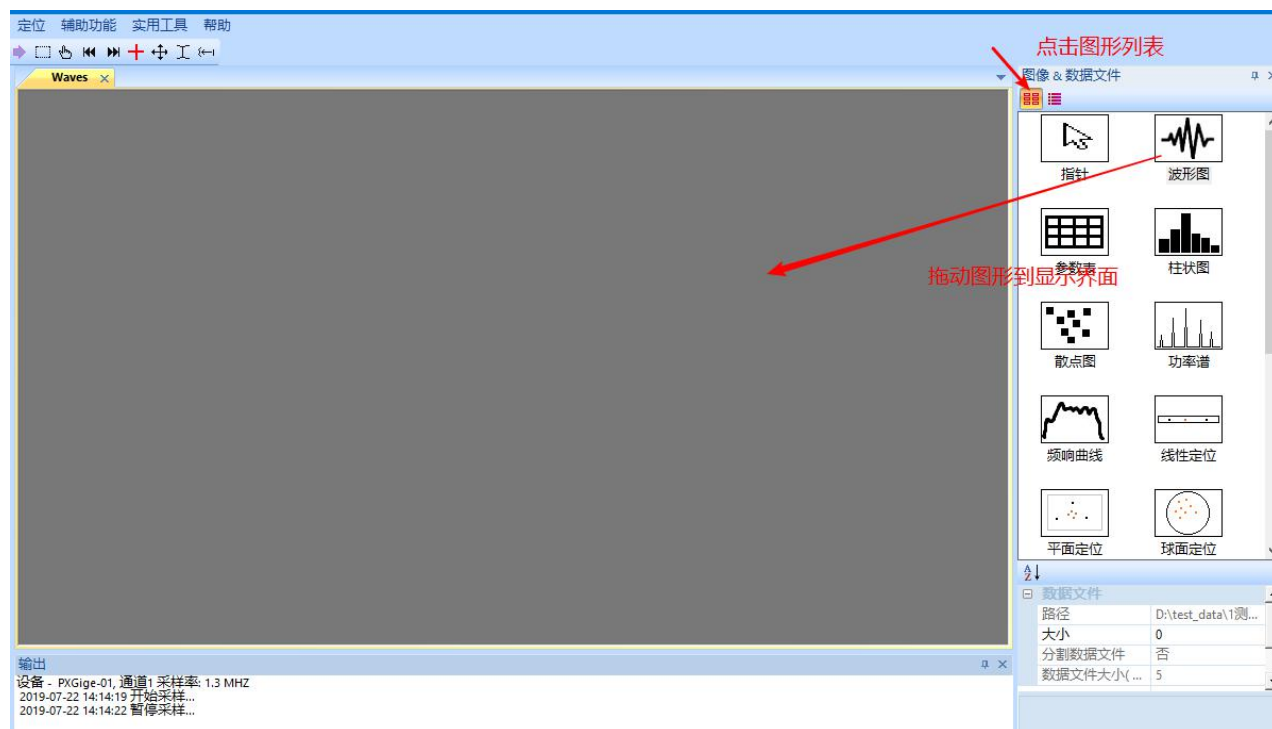 定位 辅助功能 实用工具 帮助
点击图形列表
Waves
图像 & 数据文件
指针 波形图
参数表 柱状图
拖动图形到显示界面
散点图 功率谱
频响曲线 线性定位
平面定位 球面定位
数据文件
路径 D:\test_data\1测...
大小 0
分割数据文件 否
数据文件大小(... 5
输出
设备 - PXGige-01, 通道1 采样率: 1.3 MHZ
2019-07-22 14:14:19 开始采样...
2019-07-22 14:14:22 暂停采样...